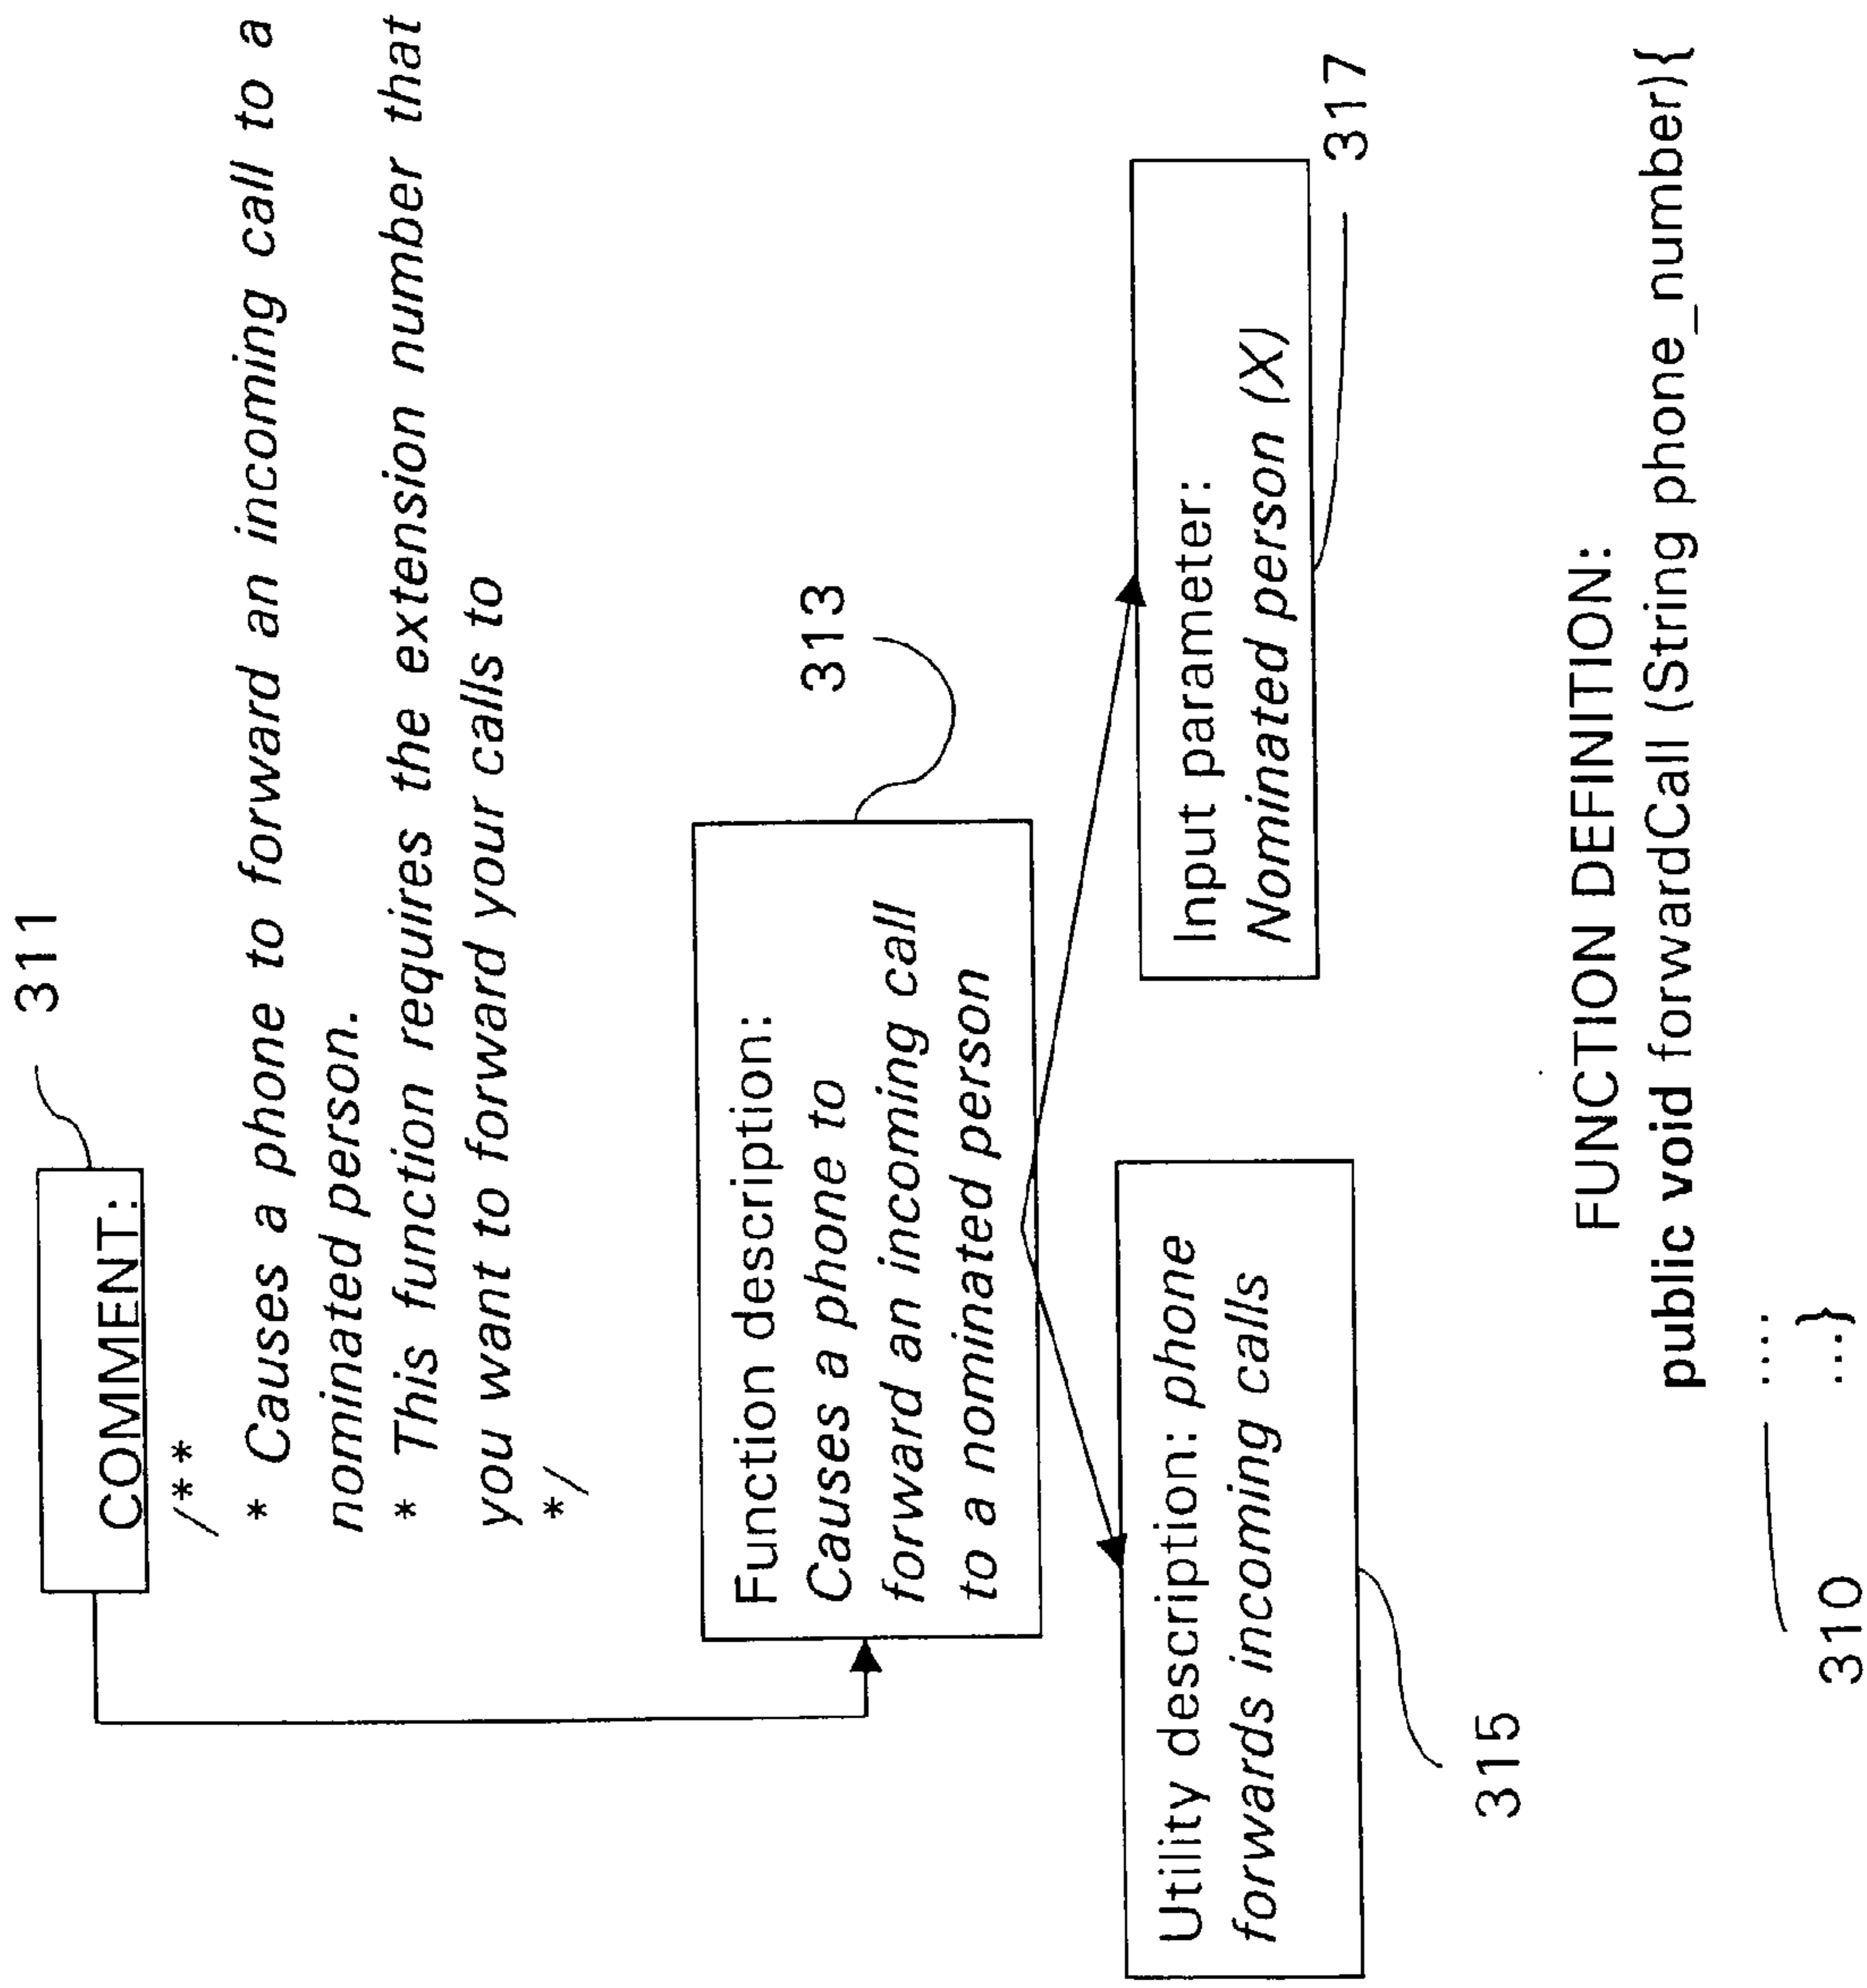 311
COMMENT:
/**
* Causes a phone to forward an incoming call to a
nominated person.
* This function requires the extension number that
you want to forward your calls to
*/
313
Function description:
Causes a phone to
forward an incoming call
to a nominated person
Utility description: phone
forwards incoming calls
315
Input parameter:
Nominated person (X)
317
FUNCTION DEFINITION:
public void forwardCall (String phone_number){
....
...}
310